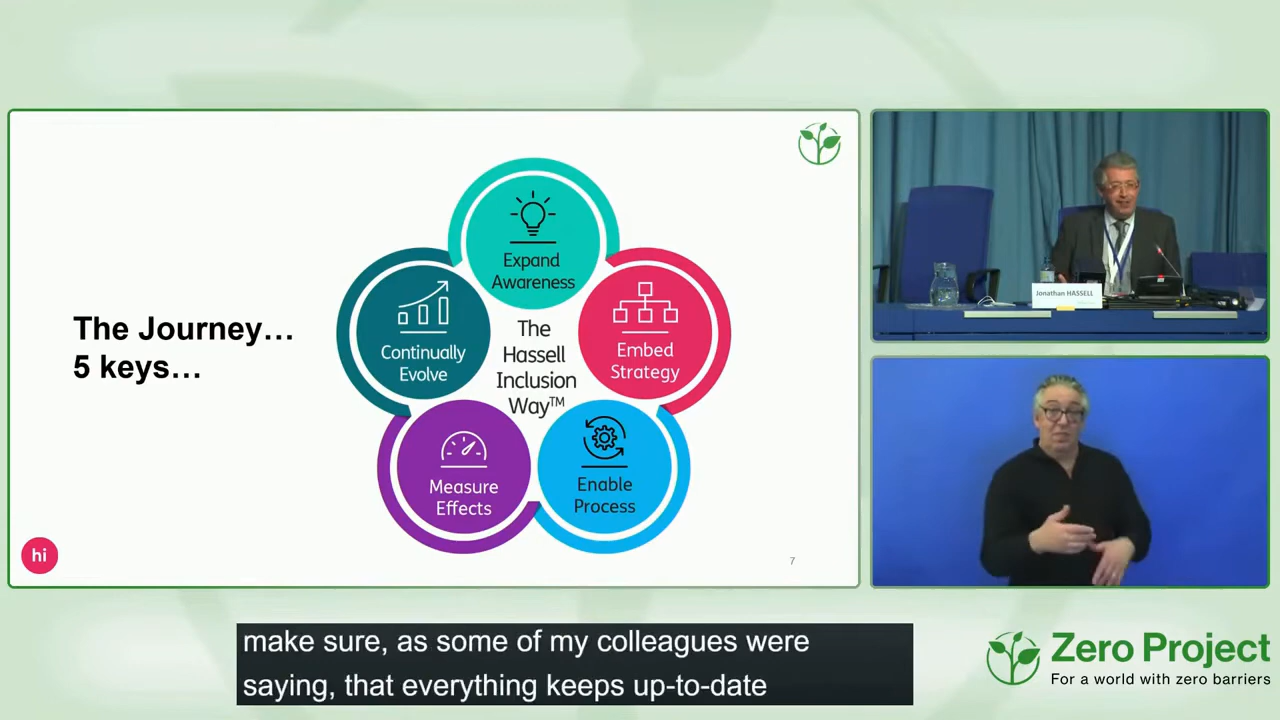 The Journey…
5 keys…
Expand
Awareness
Continually
Evolve
The
Hassell
Inclusion
Way™
Embed
Strategy
Measure
Effects
Enable
Process
hi
7
Jonathan HASSELL
make sure, as some of my colleagues were
saying, that everything keeps up-to-date
Zero Project
For a world with zero barriers